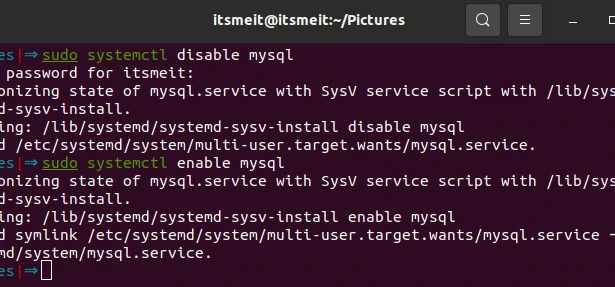 itsmeit@itsmeit:~/Pictures
es|⇒ sudo systemctl disable mysql
password for itsmeit:
onizing state of mysql.service with SysV service script with /lib/sys
d-sysv-install.
ing: /lib/systemd/systemd-sysv-install disable mysql
d /etc/systemd/system/multi-user.target.wants/mysql.service.
es|⇒ sudo systemctl enable mysql
onizing state of mysql.service with SysV service script with /lib/sys
d-sysv-install.
ing: /lib/systemd/systemd-sysv-install enable mysql
d symlink /etc/systemd/system/multi-user.target.wants/mysql.service -
md/system/mysql.service.
es|⇒